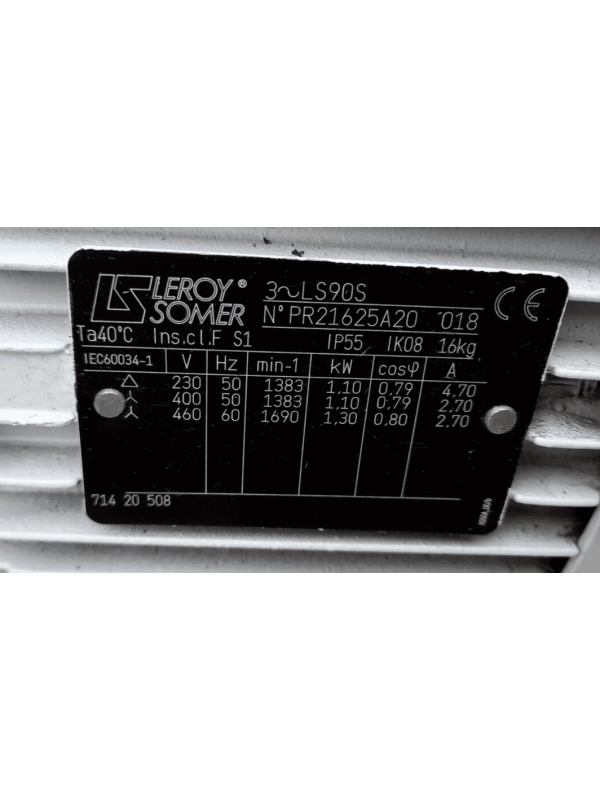 LEROY® 3~LS90S CE
SOMER N°PR21625A20 018
Ta40°C Ins.cl.F S1 IP55 IK08 16kg
IEC60034-1 V Hz min-1 kW cosφ A
△ 230 50 1383 1,10 0,79 4,70
⅄ 400 50 1383 1,10 0,79 2,70
⅄ 460 60 1690 1,30 0,80 2,70
714 20 508